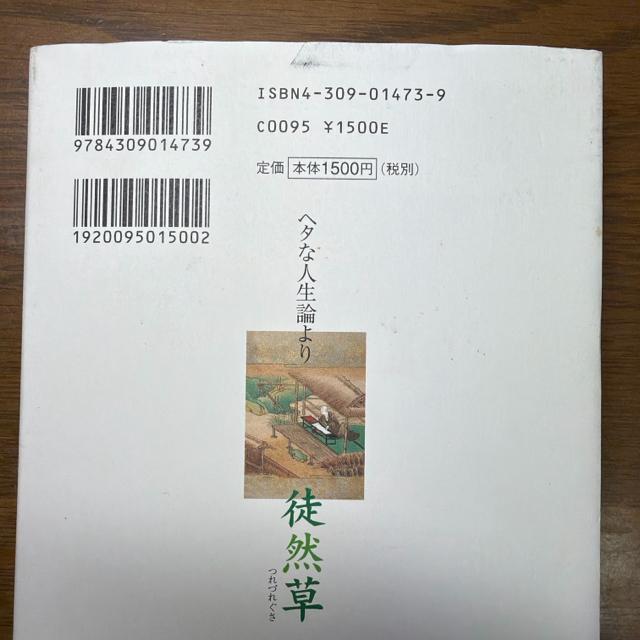 ISBN4-309-01473-9
C0095 ¥1500E
定価 本体1500円（税別）
9784309014739
1920095015002
ヘタな人生論より
徒然草
つれづれぐさ